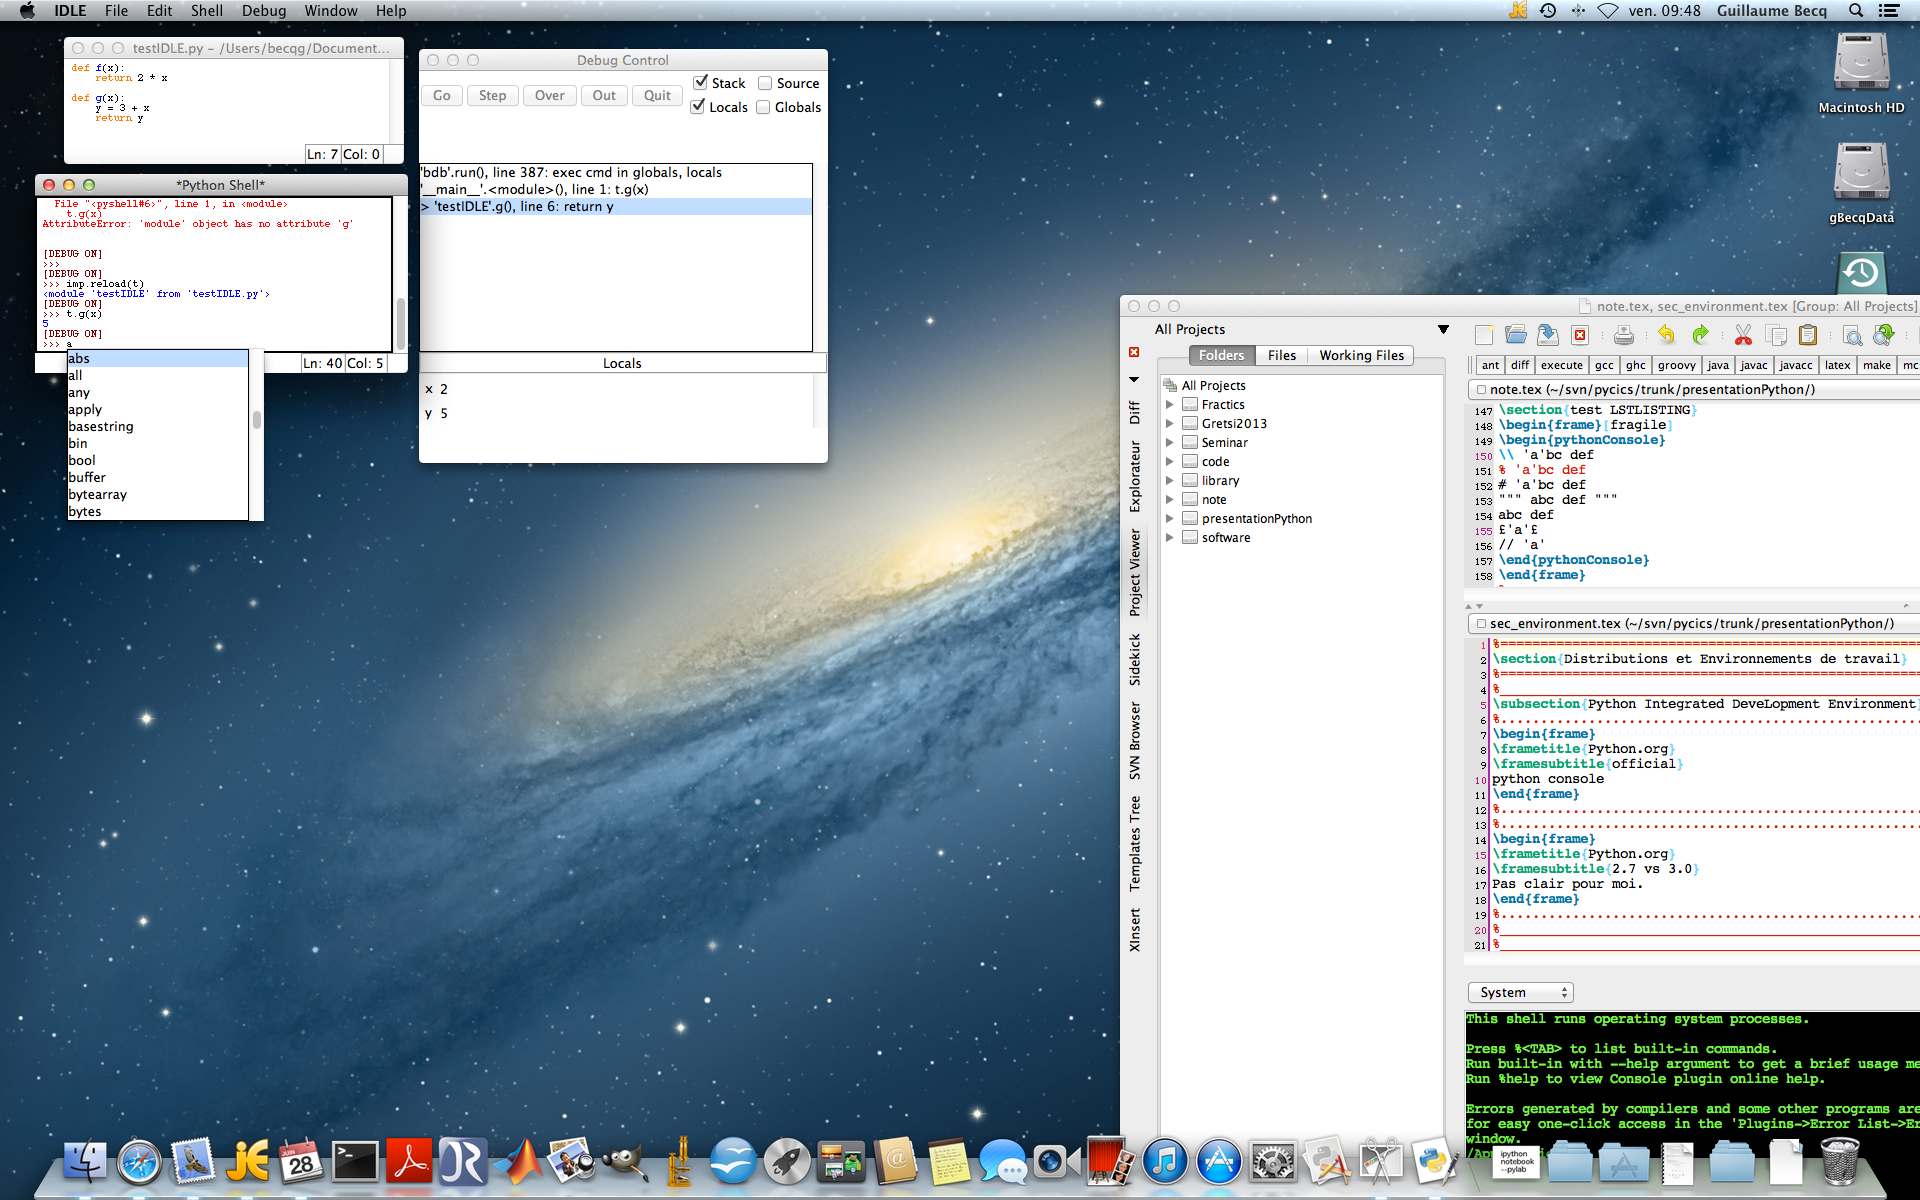 IDLE File Edit Shell Debug Window Help
ven. 09:48 Guillaume Becq
testIDLE.py – /Users/becqg/Document...
def f(x):
return 2 * x
def g(x):
y = 3 + x
return y
Ln: 7 Col: 0
*Python Shell*
File "<pyshell#6>", line 1, in <module>
t.g(x)
AttributeError: 'module' object has no attribute 'g'
[DEBUG ON]
>>>
[DEBUG ON]
>>> imp.reload(t)
<module 'testIDLE' from 'testIDLE.py'>
[DEBUG ON]
>>> t.g(x)
5
[DEBUG ON]
>>> a
Ln: 40 Col: 5
abs
all
any
apply
basestring
bin
bool
buffer
bytearray
bytes
Debug Control
Go Step Over Out Quit
Stack Source
Locals Globals
'bdb'.run(), line 387: exec cmd in globals, locals
'__main__'.<module>(), line 1: t.g(x)
> 'testIDLE'.g(), line 6: return y
Locals
x 2
y 5
Macintosh HD
gBecqData
note.tex, sec_environment.tex [Group: All Projects]
All Projects
Folders Files Working Files
All Projects
Fractics
Gretsi2013
Seminar
code
library
note
presentationPython
software
Diff
Explorateur
Project Viewer
Sidekick
SVN Browser
Templates Tree
XInsert
ant diff execute gcc ghc groovy java javac javacc latex make mc
note.tex (~/svn/pycics/trunk/presentationPython/)
147 \section{test LSTLISTING}
148 \begin{frame}[fragile]
149 \begin{pythonConsole}
150 \\ 'a'bc def
151 % 'a'bc def
152 # 'a'bc def
153 """ abc def """
154 abc def
155 £'a'£
156 // 'a'
157 \end{pythonConsole}
158 \end{frame}
sec_environment.tex (~/svn/pycics/trunk/presentationPython/)
1 %==========================================================
2 \section{Distributions et Environnements de travail}
3 %==========================================================
4 %__________________________________________________________
5 \subsection{Python Integrated DeveLopment Environment}
6 %..........................................................
7 \begin{frame}
8 \frametitle{Python.org}
9 \framesubtitle{official}
10 python console
11 \end{frame}
12 %..........................................................
13 %..........................................................
14 \begin{frame}
15 \frametitle{Python.org}
16 \framesubtitle{2.7 vs 3.0}
17 Pas clair pour moi.
18 \end{frame}
19 %..........................................................
20 %__________________________________________________________
21 %__________________________________________________________
System
This shell runs operating system processes.
Press %<TAB> to list built-in commands.
Run built-in with --help argument to get a brief usage me
Run %help to view Console plugin online help.
Errors generated by compilers and some other programs are
for easy one-click access in the 'Plugins->Error List->Er
window.
JUIN
28
ipython
notebook
--pylab